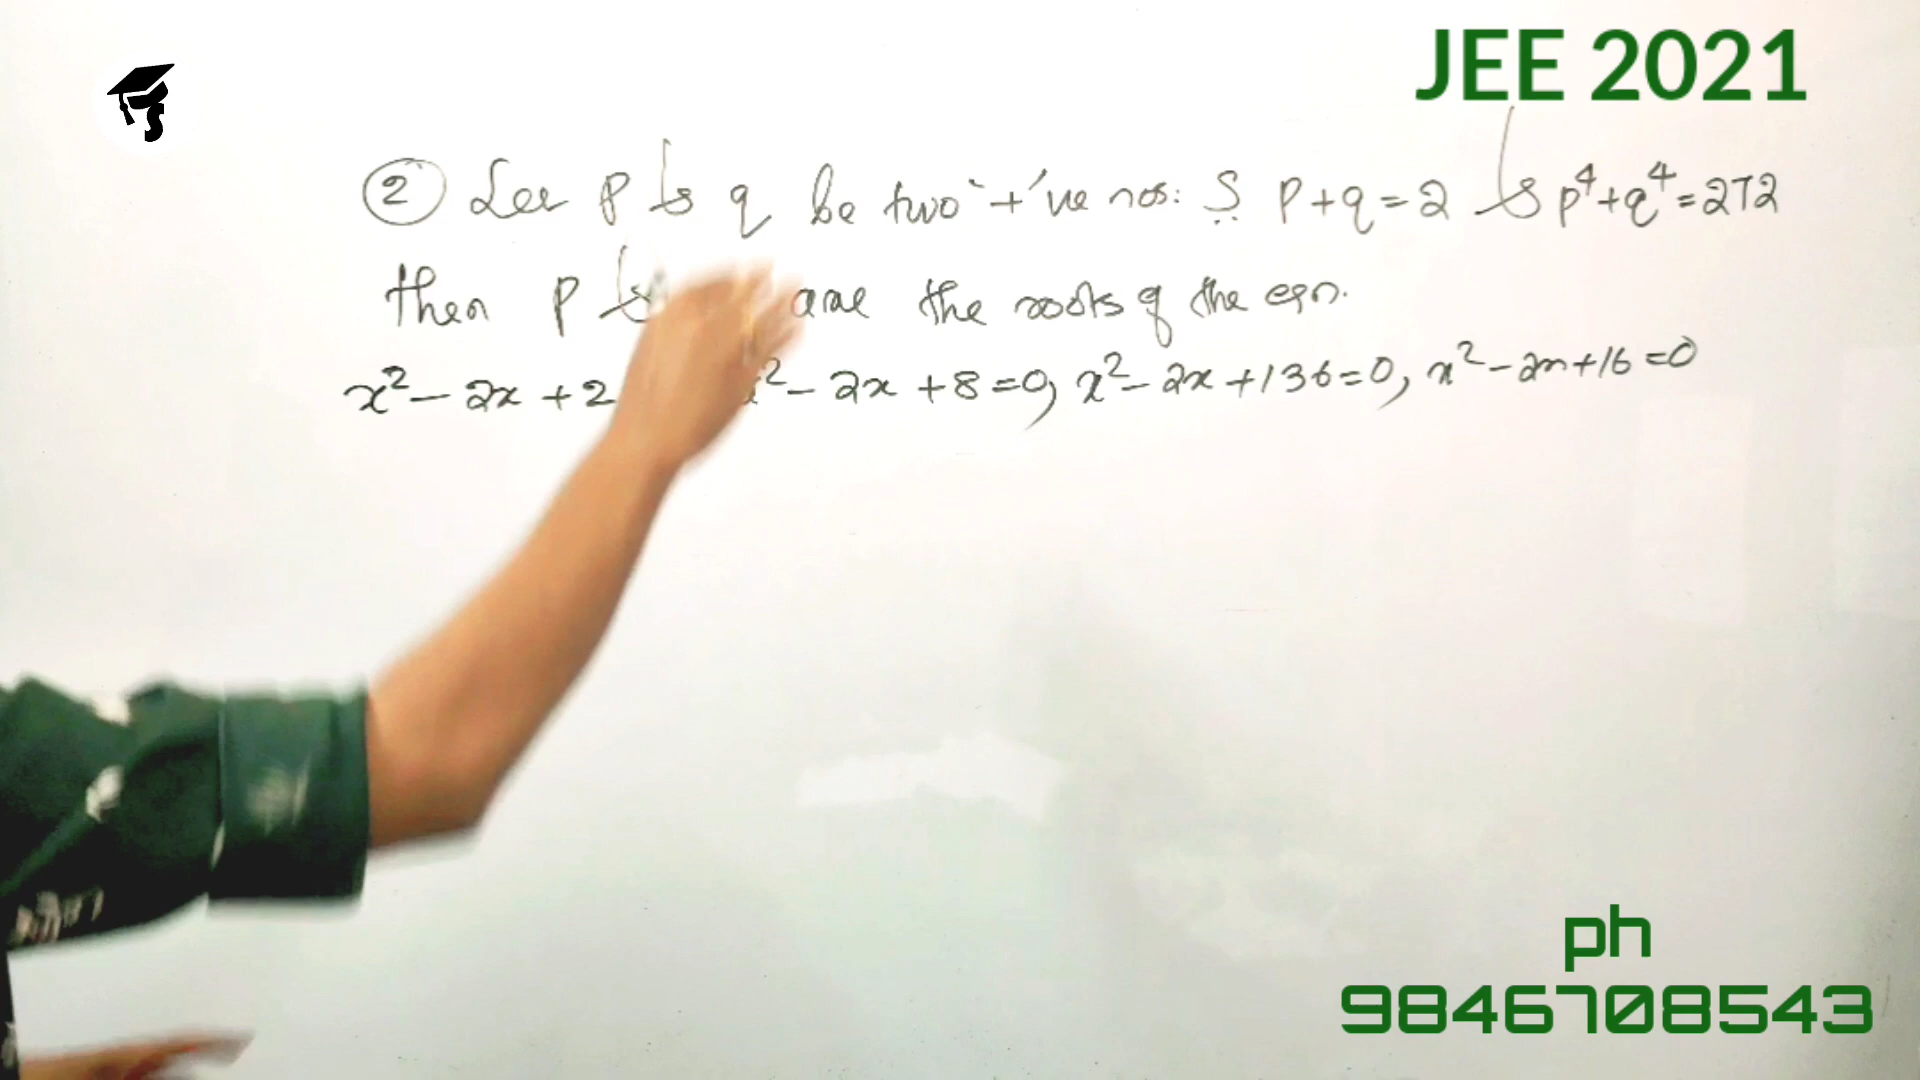 JEE 2021
② Let p & q be two +'ve nos: S p+q=2 & p⁴+q⁴=272
then p & are the roots of the eqn.
x²-2x+2 ²-2x+8=0, x²-2x+136=0, x²-2x+16=0
ph
9846708543